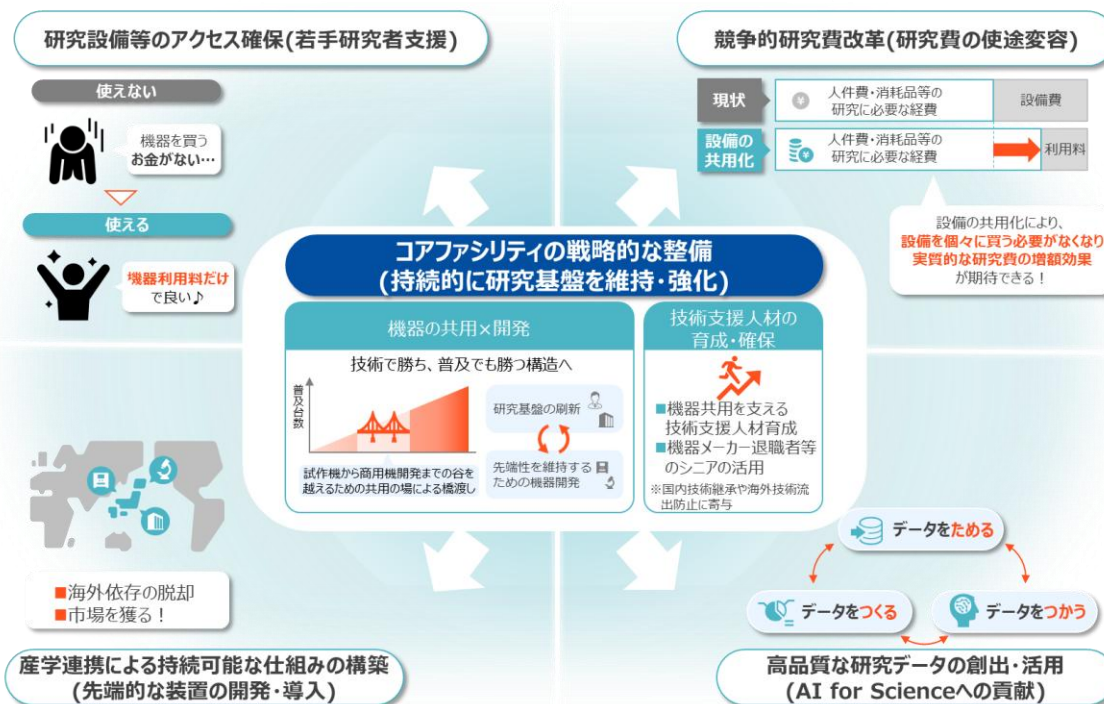 研究設備等のアクセス確保(若手研究者支援)
使えない
機器を買う
お金がない…
使える
機器利用料だけ
で良い♪
競争的研究費改革(研究費の使途変容)
現状
人件費・消耗品等の
研究に必要な経費
設備費
設備の
共用化
人件費・消耗品等の
研究に必要な経費
利用料
設備の共用化により、
設備を個々に買う必要がなくなり
実質的な研究費の増額効果
が期待できる!
コアファシリティの戦略的な整備
(持続的に研究基盤を維持・強化)
機器の共用×開発
技術で勝ち、普及でも勝つ構造へ
普及台数
試作機から商用機開発までの谷を
越えるための共用の場による橋渡し
研究基盤の刷新
先端性を維持する
ための機器開発
技術支援人材の
育成・確保
■機器共用を支える
技術支援人材育成
■機器メーカー退職者等
のシニアの活用
※国内技術継承や海外技術流
出防止に寄与
■海外依存の脱却
■市場を獲る!
産学連携による持続可能な仕組みの構築
(先端的な装置の開発・導入)
データをためる
データをつくる
データをつかう
高品質な研究データの創出・活用
(AI for Scienceへの貢献)